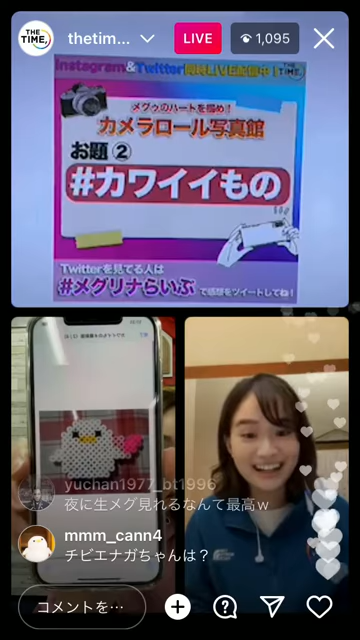 THE TIME,
thetim...
LIVE
1,095
Instagram&Twitter同時LIVE配信中！
THE TIME,
メグゥのハートを掴め！
カメラロール写真館
お題②
#カワイイもの
Twitterを見てる人は
#メグリナらいぶ で感想をツイートしてね！
yuchan1977_bt1996
夜に生メグ見れるなんて最高ｗ
mmm_cann4
チビエナガちゃんは？
コメントを…